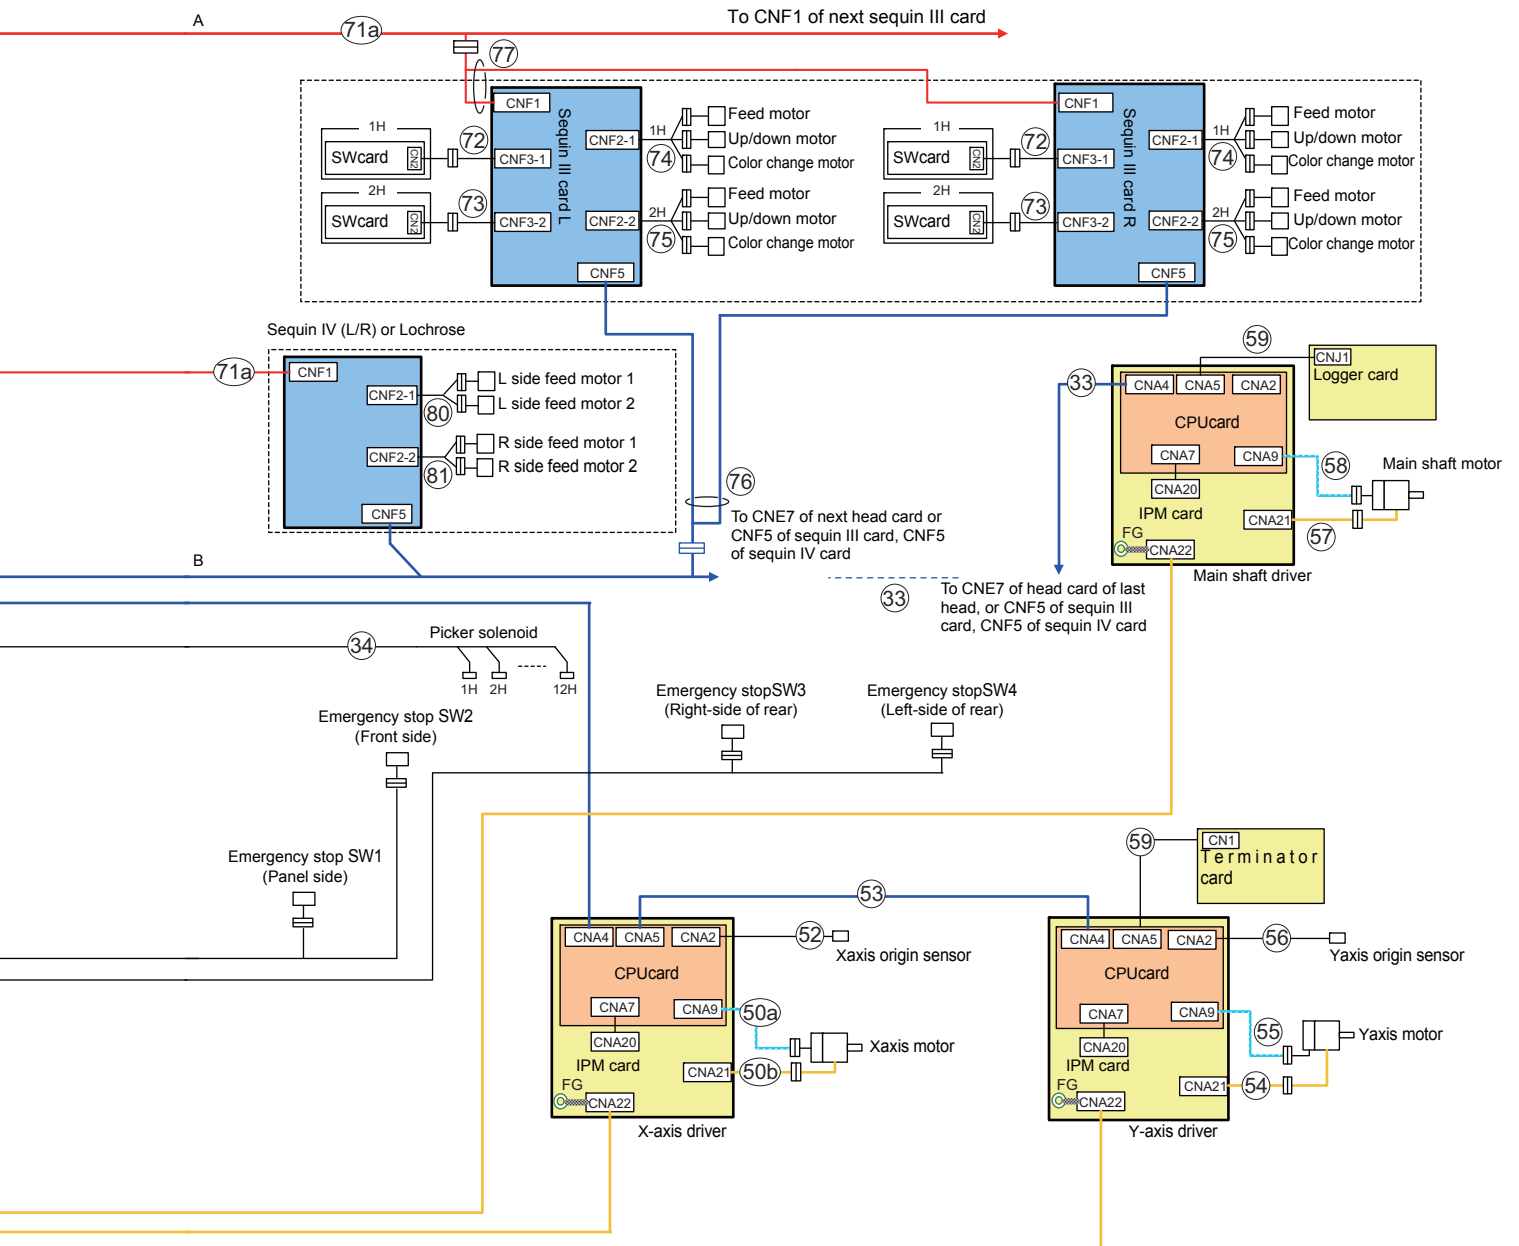 A
71a
To CNF1 of next sequin III card
77
CNF1
Sequin III card L
1H
SWcard
CN2
72
CNF3-1
2H
SWcard
CN2
73
CNF3-2
CNF2-1
1H
74
Feed motor
Up/down motor
Color change motor
CNF2-2
2H
75
Feed motor
Up/down motor
Color change motor
CNF5
CNF1
Sequin III card R
1H
SWcard
CN2
72
CNF3-1
2H
SWcard
CN2
73
CNF3-2
CNF2-1
1H
74
Feed motor
Up/down motor
Color change motor
CNF2-2
2H
75
Feed motor
Up/down motor
Color change motor
CNF5
Sequin IV (L/R) or Lochrose
71a
CNF1
CNF2-1
80
L side feed motor 1
L side feed motor 2
CNF2-2
81
R side feed motor 1
R side feed motor 2
CNF5
76
To CNE7 of next head card or
CNF5 of sequin III card, CNF5
of sequin IV card
B
33
59
CNJ1
Logger card
33
CNA4
CNA5
CNA2
CPUcard
CNA7
CNA9
58
Main shaft motor
CNA20
IPM card
CNA21
57
FG
CNA22
Main shaft driver
To CNE7 of head card of last
head, or CNF5 of sequin III
card, CNF5 of sequin IV card
34
Picker solenoid
1H
2H
12H
Emergency stopSW3
(Right-side of rear)
Emergency stopSW4
(Left-side of rear)
Emergency stop SW2
(Front side)
Emergency stop SW1
(Panel side)
53
59
CN1
Terminator
card
CNA4
CNA5
CNA2
52
Xaxis origin sensor
CPUcard
CNA7
CNA9
50a
CNA20
IPM card
Xaxis motor
CNA21
50b
FG
CNA22
X-axis driver
CNA4
CNA5
CNA2
56
Yaxis origin sensor
CPUcard
CNA7
CNA9
55
Yaxis motor
CNA20
IPM card
CNA21
54
FG
CNA22
Y-axis driver